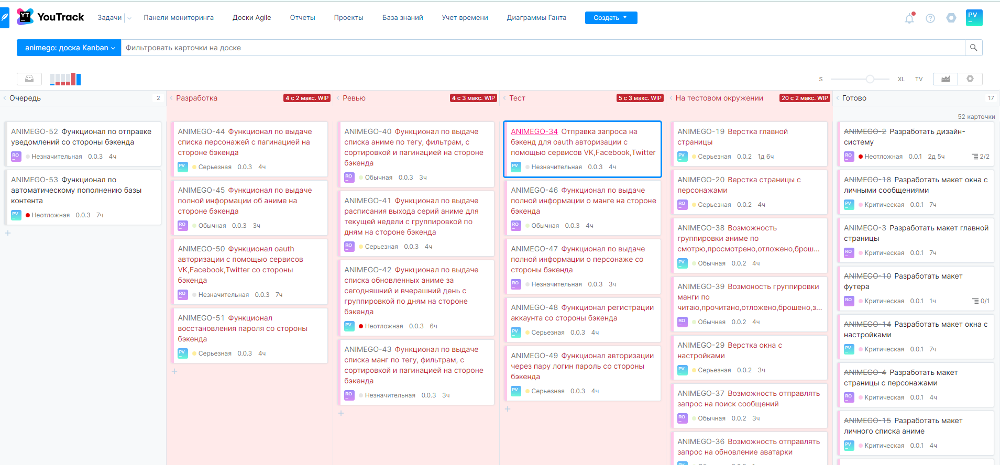 YouTrack
Задачи
Панели мониторинга
Доски Agile
Отчеты
Проекты
База знаний
Учет времени
Диаграммы Ганта
Создать
PV
animego: доска Kanban
Фильтровать карточки на доске
S
XL
TV
Очередь
2
Разработка
4 с 2 макс. WIP
Ревью
4 с 3 макс. WIP
Тест
5 с 3 макс. WIP
На тестовом окружении
20 с 2 макс. WIP
Готово
17
52 карточки
ANIMEGO-52 Функционал по отправке
уведомлений со стороны бэкенда
RO Незначительная 0.0.3 4ч
ANIMEGO-53 Функционал по
автоматическому пополнению базы
контента
PV Неотложная 0.0.3 7ч
ANIMEGO-44 Функционал по выдаче
списка персонажей с пагинацией на
стороне бэкенда
PV Серьезная 0.0.3 4ч
ANIMEGO-45 Функционал по выдаче
полной информации об аниме на
стороне бэкенда
RO Обычная 0.0.3 3ч
ANIMEGO-50 Функционал oauth
авторизации с помощью сервисов
VK,Facebook,Twitter со стороны
бэкенда
RO Незначительная 0.0.3 7ч
ANIMEGO-51 Функционал
восстановления пароля со стороны
бэкенда
PV Серьезная 0.0.3 4ч
ANIMEGO-40 Функционал по выдаче
списка аниме по тегу, фильтрам, с
сортировкой и пагинацией на стороне
бэкенда
RO Обычная 0.0.3 3ч
ANIMEGO-41 Функционал по выдаче
расписания выхода серий аниме для
текущей недели с группировкой по
дням на стороне бэкенда
RO Серьезная 0.0.3 4ч
ANIMEGO-42 Функционал по выдаче
списка обновленных аниме за
сегодняшний и вчерашний день с
группировкой по дням на стороне
бэкенда
PV Неотложная 0.0.3 6ч
ANIMEGO-43 Функционал по выдаче
списка манг по тегу, фильтрам, с
сортировкой и пагинацией на стороне
бэкенда
RO Незначительная 0.0.3 3ч
ANIMEGO-34 Отправка запроса на
бэкенд для oauth авторизации с
помощью сервисов VK,Facebook,Twitter
PV Незначительная 0.0.3 4ч
ANIMEGO-46 Функционал по выдаче
полной информации о манге на стороне
бэкенда
RO Обычная 0.0.3 4ч
ANIMEGO-47 Функционал по выдаче
полной информации о персонаже со
стороны бэкенда
RO Незначительная 0.0.3 3ч
ANIMEGO-48 Функционал регистрации
аккаунта со стороны бэкенда
PV Серьезная 0.0.3 4ч
ANIMEGO-49 Функционал авторизации
через пару логин пароль со стороны
бэкенда
PV Серьезная 0.0.3 4ч
ANIMEGO-19 Верстка главной
страницы
PV Серьезная 0.0.2 1д 6ч
ANIMEGO-20 Верстка страницы с
персонажами
RO Серьезная 0.0.2 4ч
ANIMEGO-38 Возможность
группировки аниме по
смотрю,просмотрено,отложено,брош...
PV Обычная 0.0.2 4ч
ANIMEGO-39 Возмоность группировки
манги по
читаю,прочитано,отложено,брошено,з...
RO Обычная 0.0.2 4ч
ANIMEGO-29 Верстка окна с
настройками
PV Серьезная 0.0.2 3ч
ANIMEGO-37 Возможность отправлять
запрос на поиск сообщений
RO Обычная 0.0.2 3ч
ANIMEGO-36 Возможность отправлять
запрос на обновление аватарки
ANIMEGO-2 Разработать дизайн-
систему
RO Неотложная 0.0.1 2д 5ч 2/2
ANIMEGO-18 Разработать макет окна с
личными сообщениями
PV Критическая 0.0.1 7ч
ANIMEGO-3 Разработать макет главной
страницы
RO Критическая 0.0.1 7ч
ANIMEGO-10 Разработать макет
футера
RO Критическая 0.0.1 1ч 0/1
ANIMEGO-14 Разработать макет окна с
настройками
PV Критическая 0.0.1 7ч
ANIMEGO-4 Разработать макет
страницы с персонажами
RO Критическая 0.0.1 4ч
ANIMEGO-15 Разработать макет
личного списка аниме
PV Критическая 0.0.1 4ч